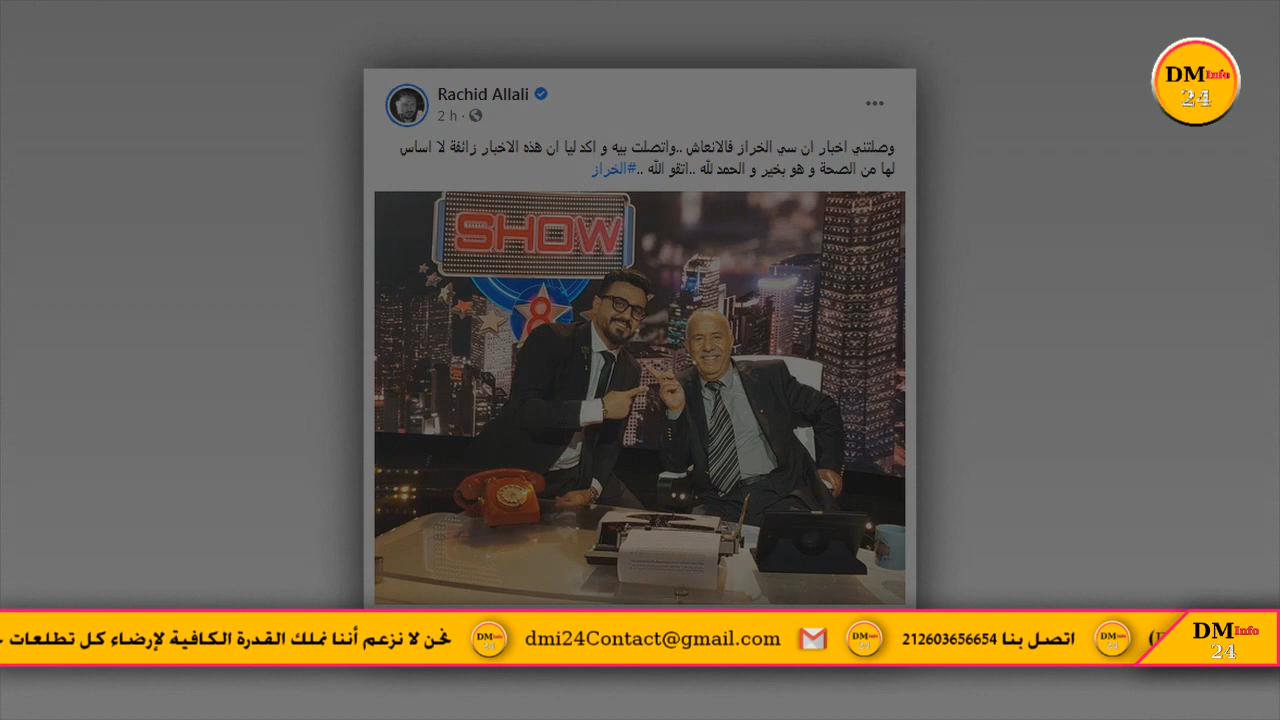 DM Info
24
Rachid Allali
2 h ·
وصلتني اخبار ان سي الخراز فالانعاش ..واتصلت بيه و اكد ليا ان هذه الاخبار زائفة لا اساس
لها من الصحة و هو بخير و الحمد لله ..اتقو الله ..#الخراز
SHOW
8
اتصل بنا 212603656654 dmi24Contact@gmail.com نحن لا نزعم أننا نملك القدرة الكافية لإرضاء كل تطلعات
DM Info
24